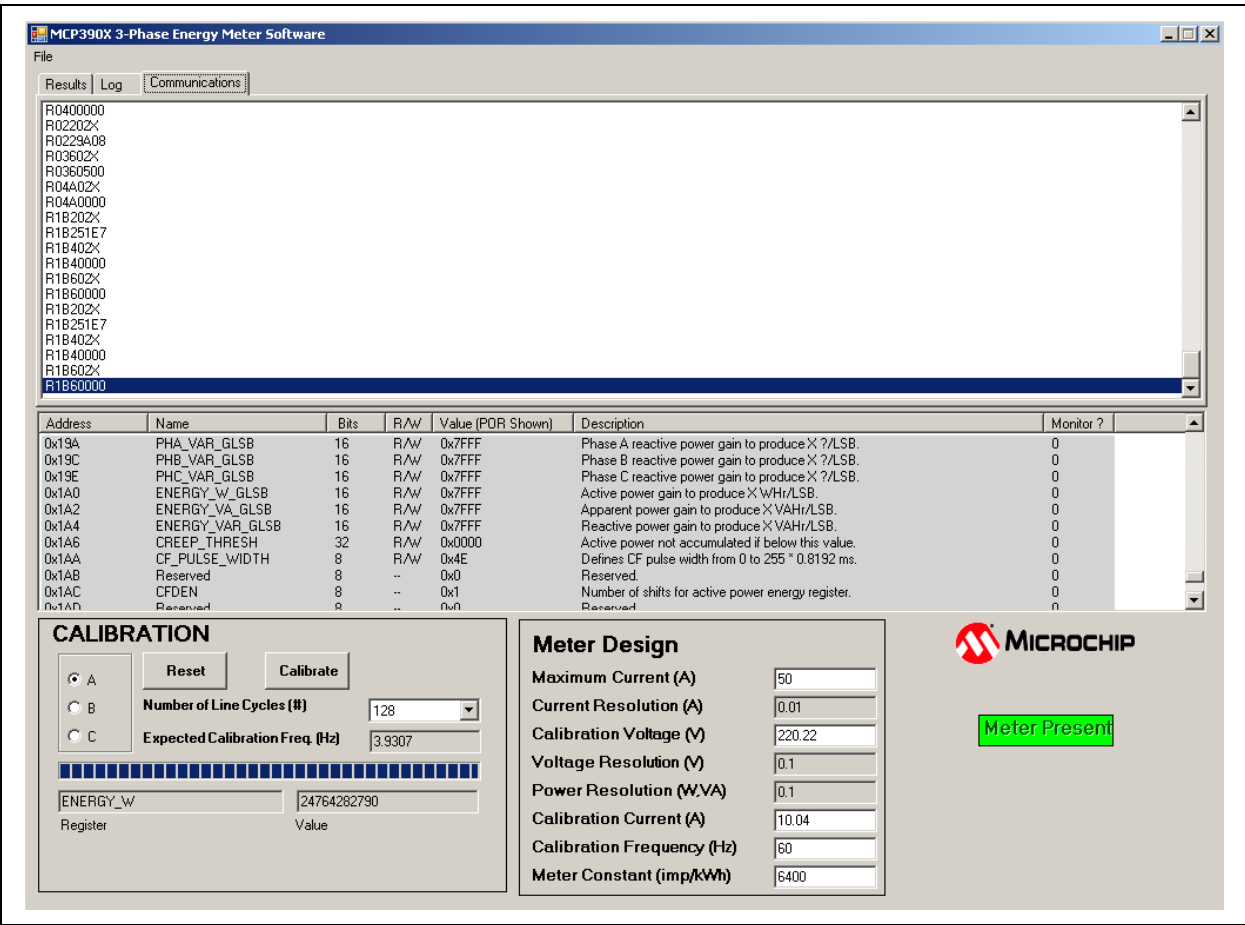 MCP390X 3-Phase Energy Meter Software
File
Results Log Communications
R0400000
R02202X
R0229A08
R03602X
R0360500
R04A02X
R04A0000
R1B202X
R1B251E7
R1B402X
R1B40000
R1B602X
R1B60000
R1B202X
R1B251E7
R1B402X
R1B40000
R1B602X
R1B60000
Address Name Bits R/W Value (POR Shown) Description Monitor ?
0x19A PHA_VAR_GLSB 16 R/W 0x7FFF Phase A reactive power gain to produce X ?/LSB. 0
0x19C PHB_VAR_GLSB 16 R/W 0x7FFF Phase B reactive power gain to produce X ?/LSB. 0
0x19E PHC_VAR_GLSB 16 R/W 0x7FFF Phase C reactive power gain to produce X ?/LSB. 0
0x1A0 ENERGY_W_GLSB 16 R/W 0x7FFF Active power gain to produce X WHr/LSB. 0
0x1A2 ENERGY_VA_GLSB 16 R/W 0x7FFF Apparent power gain to produce X VAHr/LSB. 0
0x1A4 ENERGY_VAR_GLSB 16 R/W 0x7FFF Reactive power gain to produce X VAHr/LSB. 0
0x1A6 CREEP_THRESH 32 R/W 0x0000 Active power not accumulated if below this value. 0
0x1AA CF_PULSE_WIDTH 8 R/W 0x4E Defines CF pulse width from 0 to 255 * 0.8192 ms. 0
0x1AB Reserved 8 -- 0x0 Reserved. 0
0x1AC CFDEN 8 -- 0x1 Number of shifts for active power energy register. 0
0x1AD Reserved 8 -- 0x0 Reserved 0
CALIBRATION
Reset Calibrate
A
B
C
Number of Line Cycles (#) 128
Expected Calibration Freq. (Hz) 3.9307
ENERGY_W 24764282790
Register Value
Meter Design
Maximum Current (A) 50
Current Resolution (A) 0.01
Calibration Voltage (V) 220.22
Voltage Resolution (V) 0.1
Power Resolution (W,VA) 0.1
Calibration Current (A) 10.04
Calibration Frequency (Hz) 60
Meter Constant (imp/kWh) 6400
MICROCHIP
Meter Present